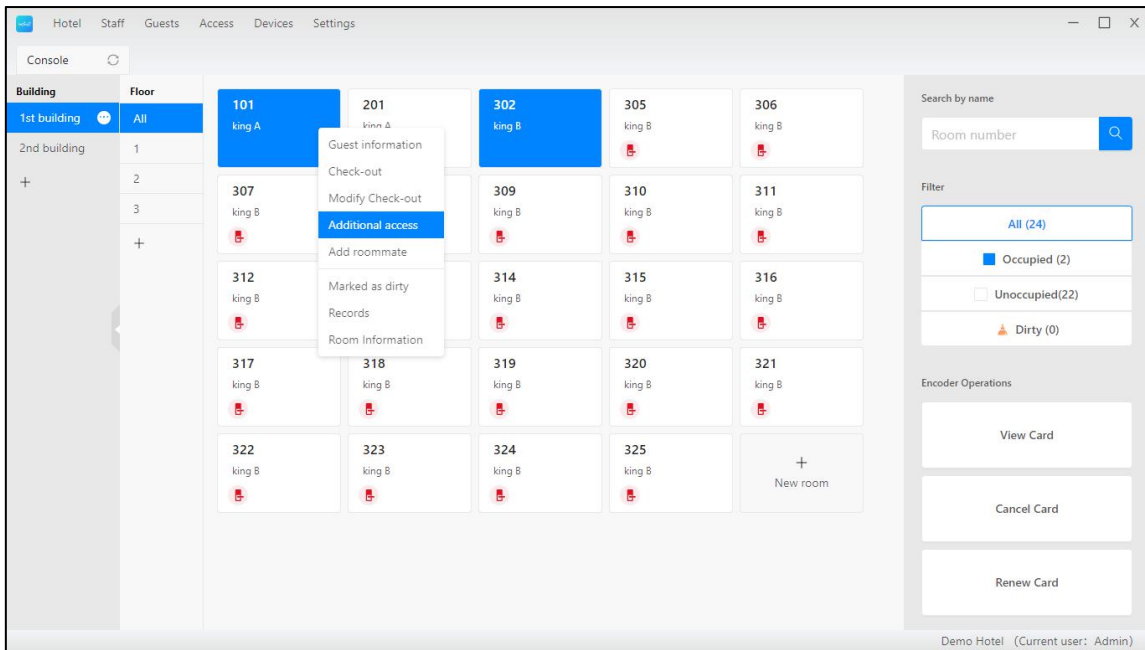 Hotel Staff Guests Access Devices Settings
Console
Building
1st building
2nd building
Floor
All
1
2
3
101
king A
201
king A
302
king B
305
king B
306
king B
307
king B
309
king B
310
king B
311
king B
312
king B
314
king B
315
king B
316
king B
317
king B
318
king B
319
king B
320
king B
321
king B
322
king B
323
king B
324
king B
325
king B
+
New room
Guest information
Check-out
Modify Check-out
Additional access
Add roommate
Marked as dirty
Records
Room Information
Search by name
Room number
Filter
All (24)
Occupied (2)
Unoccupied(22)
Dirty (0)
Encoder Operations
View Card
Cancel Card
Renew Card
Demo Hotel (Current user: Admin)